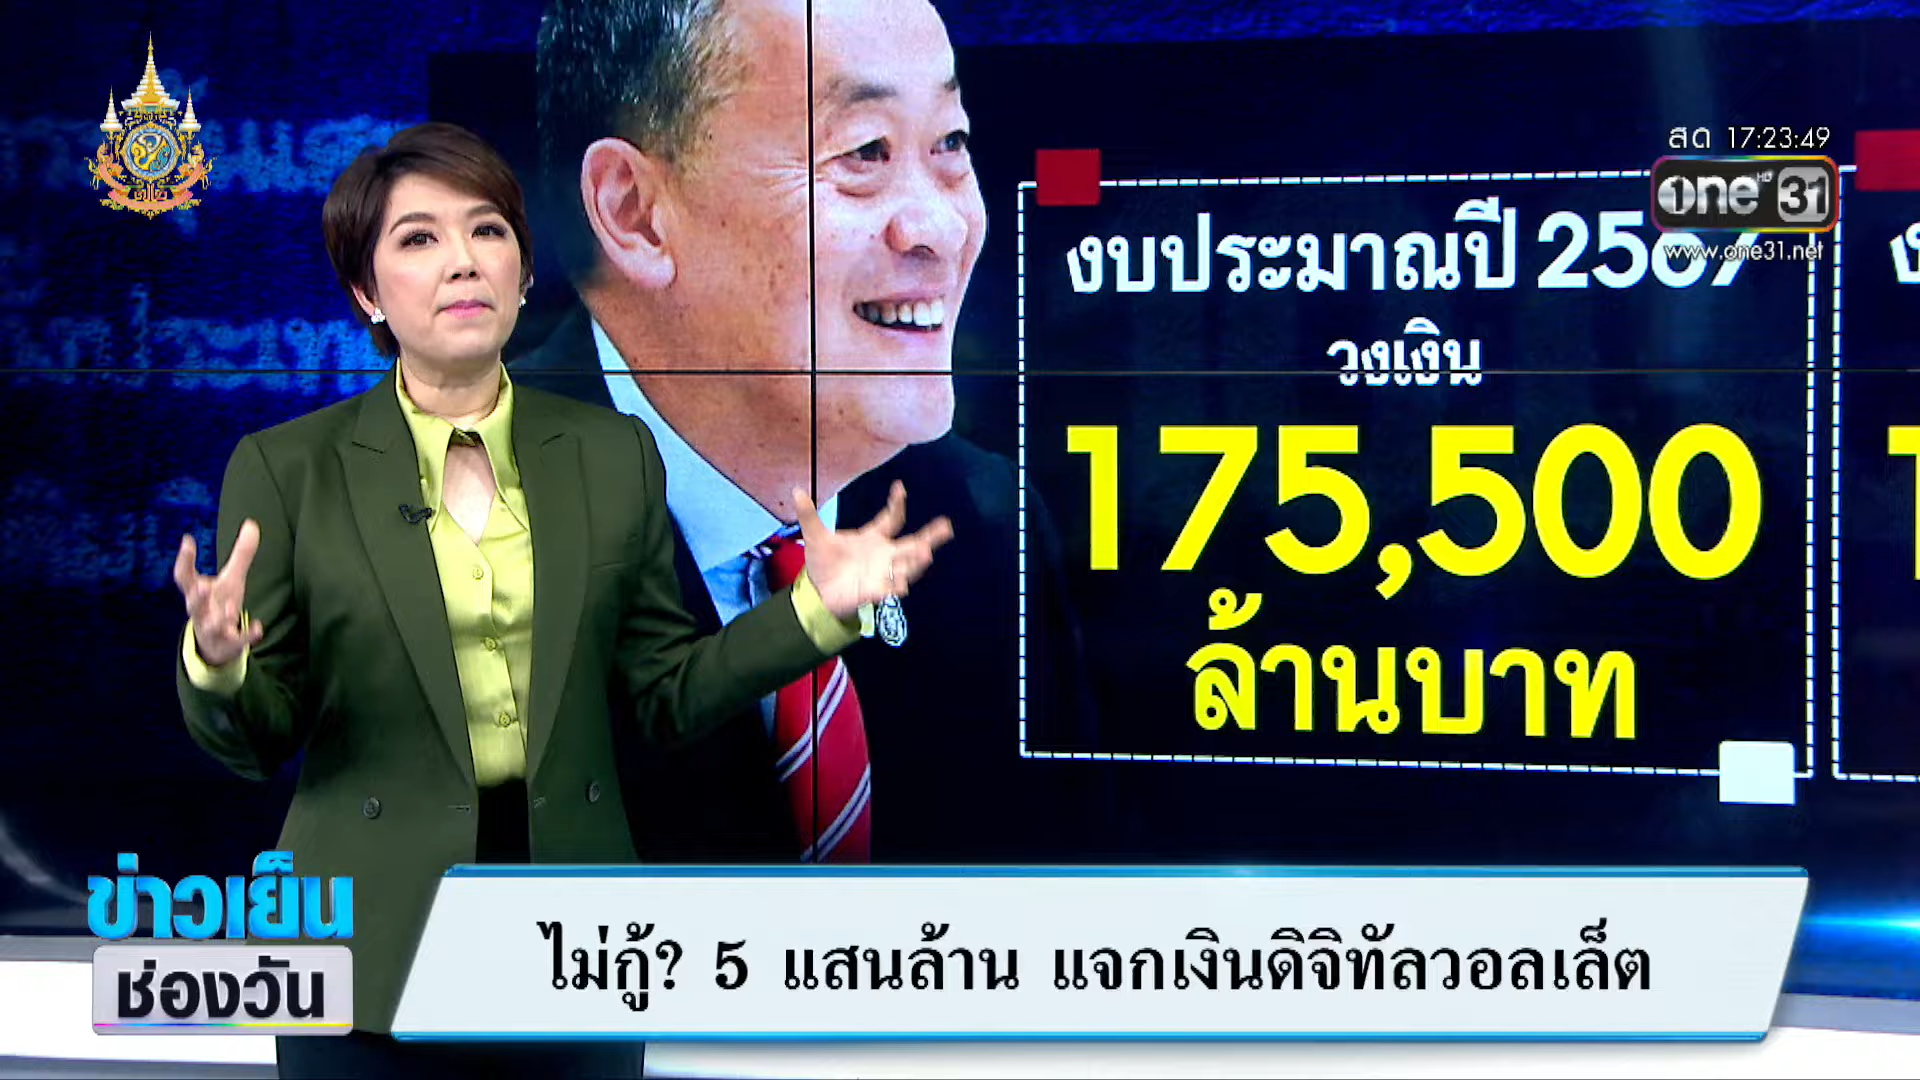 สด 17:23:49
one HD 31
www.one31.net
งบประมาณปี 2567
วงเงิน
175,500
ล้านบาท
ข่าวเย็น
ช่องวัน
ไม่กู้? 5 แสนล้าน แจกเงินดิจิทัลวอลเล็ต